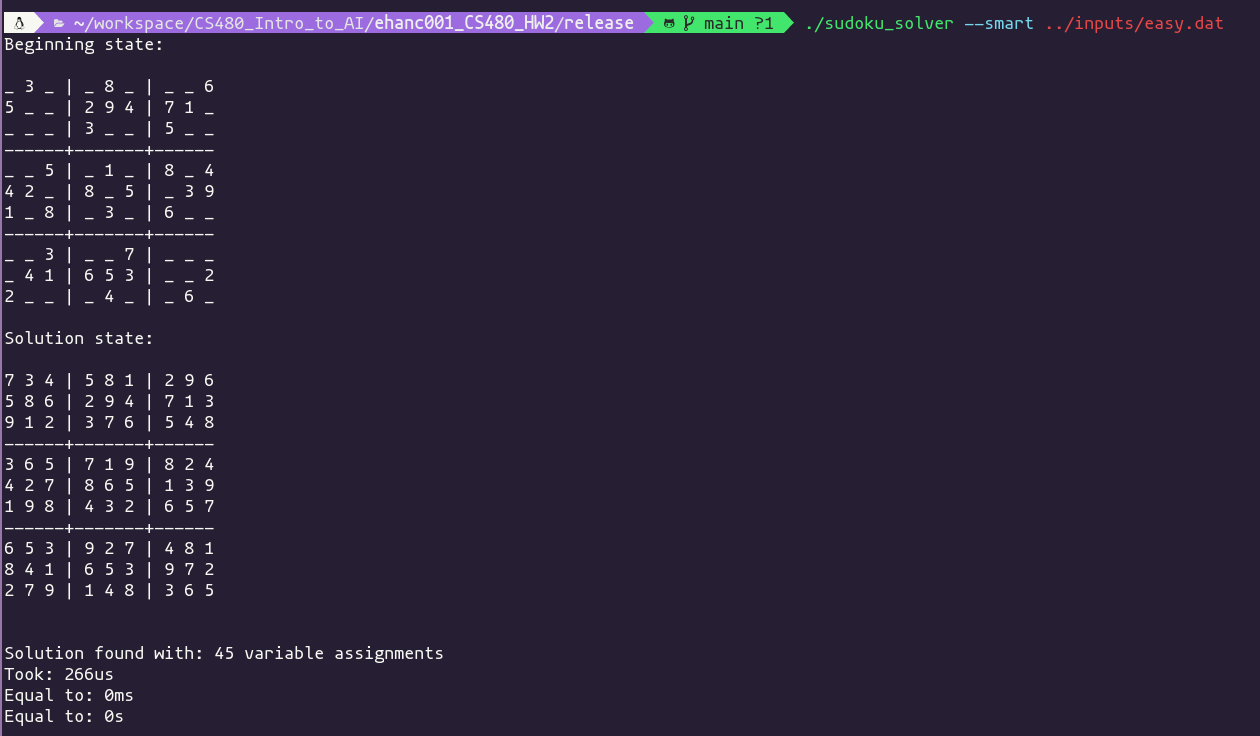 ~/workspace/CS480_Intro_to_AI/ehanc001_CS480_HW2/release main ?1 ./sudoku_solver --smart ../inputs/easy.dat
Beginning state:
_ 3 _ | _ 8 _ | _ _ 6
5 _ _ | 2 9 4 | 7 1 _
_ _ _ | 3 _ _ | 5 _ _
------+-------+------
_ _ 5 | _ 1 _ | 8 _ 4
4 2 _ | 8 _ 5 | _ 3 9
1 _ 8 | _ 3 _ | 6 _ _
------+-------+------
_ _ 3 | _ _ 7 | _ _ _
_ 4 1 | 6 5 3 | _ _ 2
2 _ _ | _ 4 _ | _ 6 _
Solution state:
7 3 4 | 5 8 1 | 2 9 6
5 8 6 | 2 9 4 | 7 1 3
9 1 2 | 3 7 6 | 5 4 8
------+-------+------
3 6 5 | 7 1 9 | 8 2 4
4 2 7 | 8 6 5 | 1 3 9
1 9 8 | 4 3 2 | 6 5 7
------+-------+------
6 5 3 | 9 2 7 | 4 8 1
8 4 1 | 6 5 3 | 9 7 2
2 7 9 | 1 4 8 | 3 6 5
Solution found with: 45 variable assignments
Took: 266us
Equal to: 0ms
Equal to: 0s